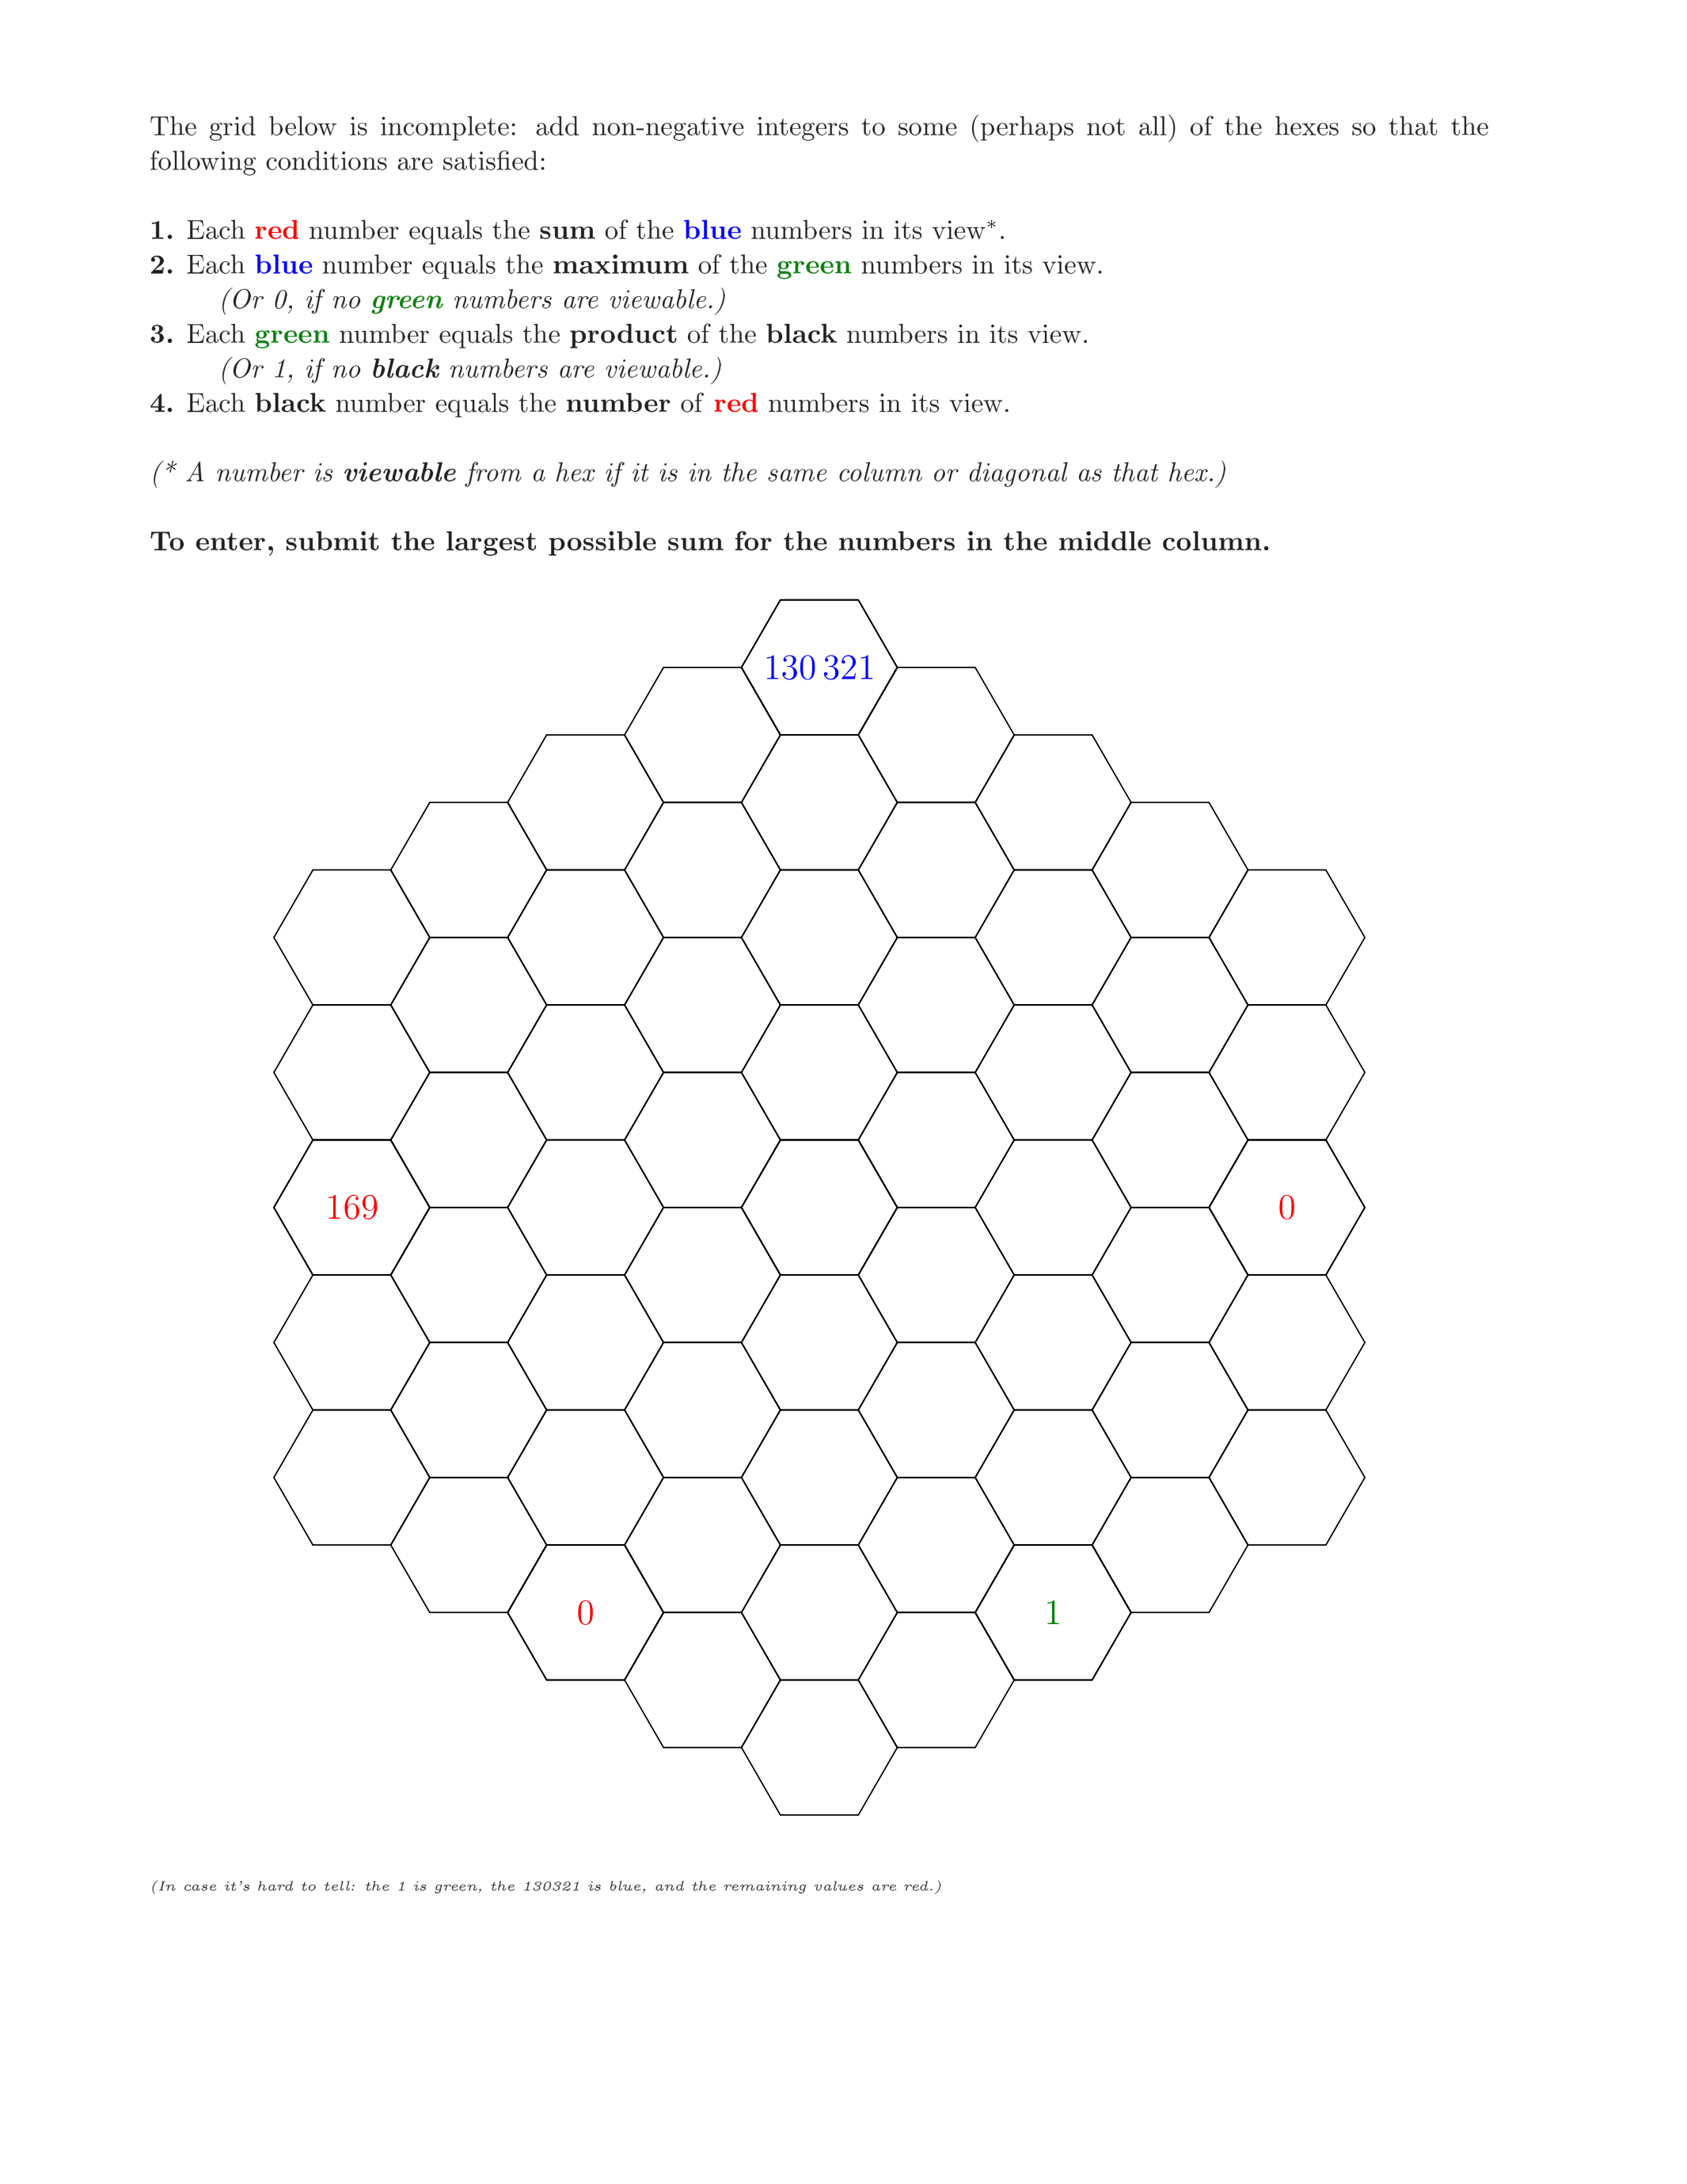 The grid below is incomplete: add non-negative integers to some (perhaps not all) of the hexes so that the
following conditions are satisfied:
1. Each red number equals the sum of the blue numbers in its view*.
2. Each blue number equals the maximum of the green numbers in its view.
(Or 0, if no green numbers are viewable.)
3. Each green number equals the product of the black numbers in its view.
(Or 1, if no black numbers are viewable.)
4. Each black number equals the number of red numbers in its view.
(* A number is viewable from a hex if it is in the same column or diagonal as that hex.)
To enter, submit the largest possible sum for the numbers in the middle column.
130 321
169
0
0
1
(In case it's hard to tell: the 1 is green, the 130321 is blue, and the remaining values are red.)